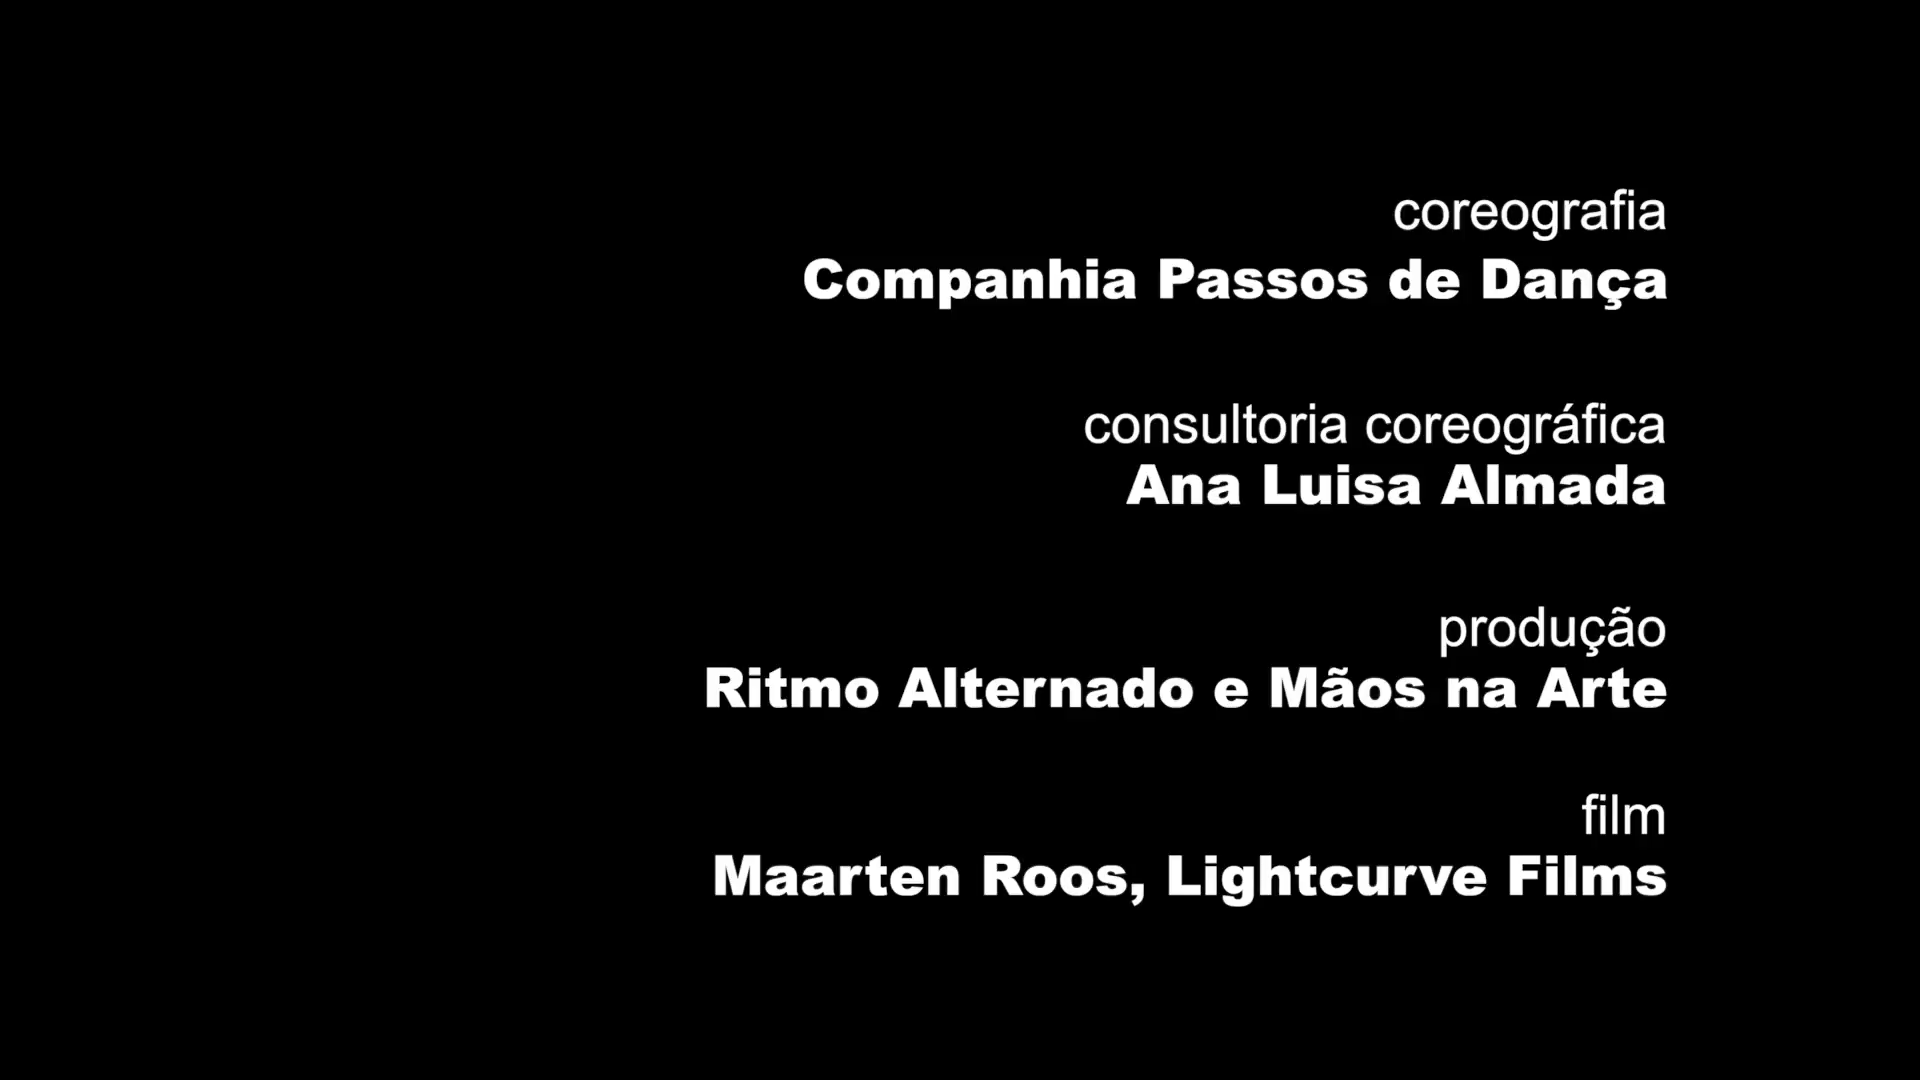 coreografia
Companhia Passos de Dança
consultoria coreográfica
Ana Luisa Almada
produção
Ritmo Alternado e Mãos na Arte
film
Maarten Roos, Lightcurve Films